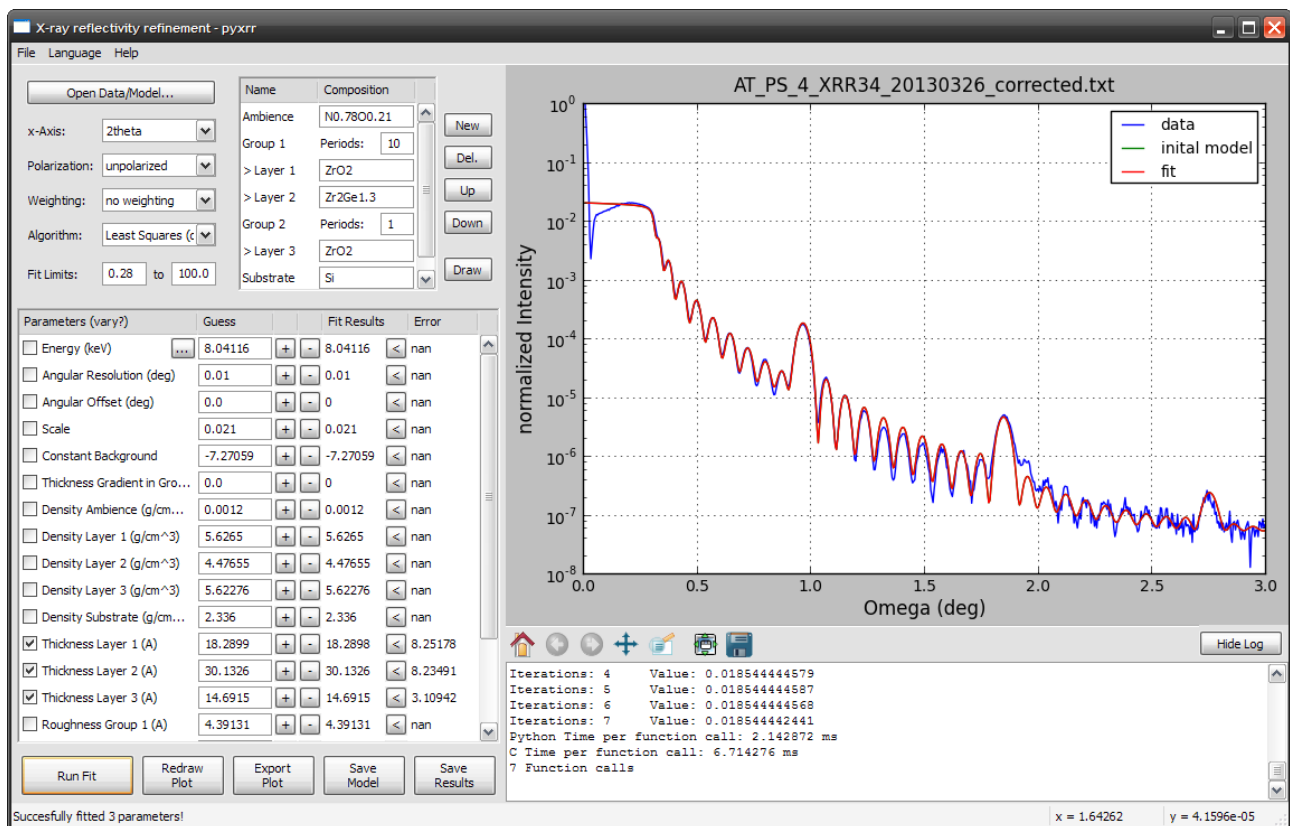 X-ray reflectivity refinement - pyxrr
File Language Help
Open Data/Model...
x-Axis: 2theta
Polarization: unpolarized
Weighting: no weighting
Algorithm: Least Squares (c
Fit Limits: 0.28 to 100.0
Name Composition
Ambience N0.78O0.21
Group 1 Periods: 10
> Layer 1 ZrO2
> Layer 2 Zr2Ge1.3
Group 2 Periods: 1
> Layer 3 ZrO2
Substrate Si
New
Del.
Up
Down
Draw
Parameters (vary?) Guess Fit Results Error
Energy (keV) ... 8.04116 + - 8.04116 < nan
Angular Resolution (deg) 0.01 + - 0.01 < nan
Angular Offset (deg) 0.0 + - 0 < nan
Scale 0.021 + - 0.021 < nan
Constant Background -7.27059 + - -7.27059 < nan
Thickness Gradient in Gro... 0.0 + - 0 < nan
Density Ambience (g/cm... 0.0012 + - 0.0012 < nan
Density Layer 1 (g/cm^3) 5.6265 + - 5.6265 < nan
Density Layer 2 (g/cm^3) 4.47655 + - 4.47655 < nan
Density Layer 3 (g/cm^3) 5.62276 + - 5.62276 < nan
Density Substrate (g/cm... 2.336 + - 2.336 < nan
Thickness Layer 1 (A) 18.2899 + - 18.2898 < 8.25178
Thickness Layer 2 (A) 30.1326 + - 30.1326 < 8.23491
Thickness Layer 3 (A) 14.6915 + - 14.6915 < 3.10942
Roughness Group 1 (A) 4.39131 + - 4.39131 < nan
Run Fit
Redraw Plot
Export Plot
Save Model
Save Results
AT_PS_4_XRR34_20130326_corrected.txt
data
inital model
fit
normalized Intensity
10^0
10^-1
10^-2
10^-3
10^-4
10^-5
10^-6
10^-7
10^-8
0.0 0.5 1.0 1.5 2.0 2.5 3.0
Omega (deg)
Hide Log
Iterations: 4 Value: 0.018544444579
Iterations: 5 Value: 0.018544444587
Iterations: 6 Value: 0.018544444568
Iterations: 7 Value: 0.018544442441
Python Time per function call: 2.142872 ms
C Time per function call: 6.714276 ms
7 Function calls
Succesfully fitted 3 parameters! x = 1.64262 y = 4.1596e-05